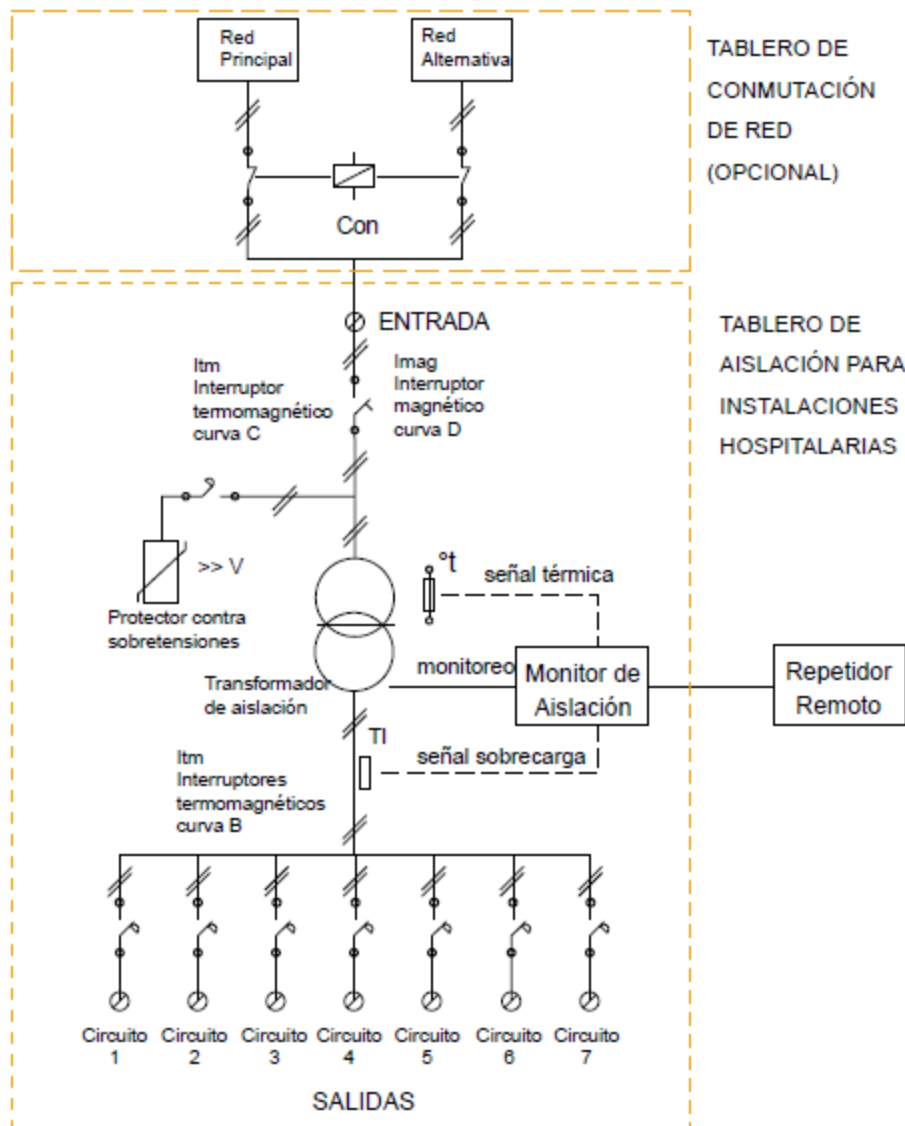 Red
Principal
Red
Alternativa
TABLERO DE
CONMUTACIÓN
DE RED
(OPCIONAL)
Con
ENTRADA
Itm
Interruptor
termomagnético
curva C
Imag
Interruptor
magnético
curva D
TABLERO DE
AISLACIÓN PARA
INSTALACIONES
HOSPITALARIAS
>> V
Protector contra
sobretensiones
°t
señal térmica
Transformador
de aislación
monitoreo
Monitor de
Aislación
Repetidor
Remoto
TI
señal sobrecarga
Itm
Interruptores
termomagnéticos
curva B
Circuito
1
Circuito
2
Circuito
3
Circuito
4
Circuito
5
Circuito
6
Circuito
7
SALIDAS